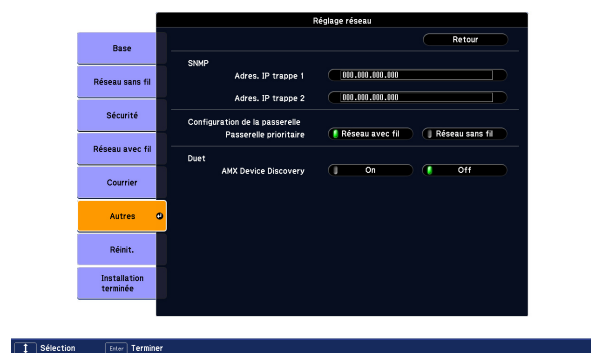 Réglage réseau
Retour
Base
Réseau sans fil
Sécurité
Réseau avec fil
Courrier
Autres
Réinit.
Installation
terminée
SNMP
Adres. IP trappe 1 000.000.000.000
Adres. IP trappe 2 000.000.000.000
Configuration de la passerelle
Passerelle prioritaire Réseau avec fil Réseau sans fil
Duet
AMX Device Discovery On Off
Sélection Enter Terminer